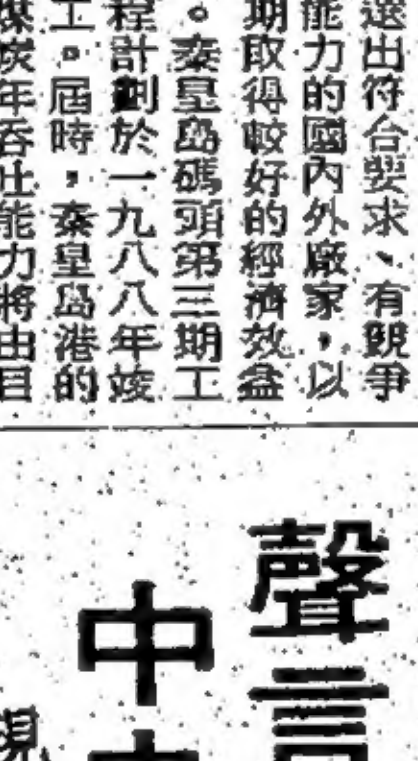 選出符合要求、有競爭
能力的國內外廠家，以
期取得較好的經濟效益
。秦皇島碼頭第三期工
程計劃於一九八八年竣
工。屆時，秦皇島港的
煤炭年吞吐能力將由目
聲言
中
現